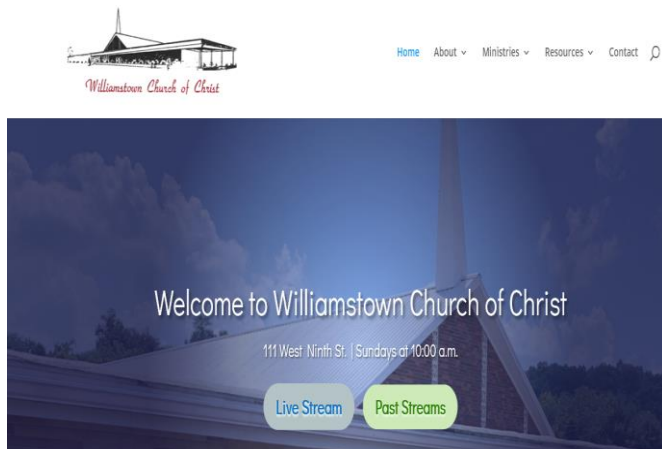 Williamstown Church of Christ
Home About Ministries Resources Contact
Welcome to Williamstown Church of Christ
111 West Ninth St. | Sundays at 10:00 a.m.
Live Stream Past Streams